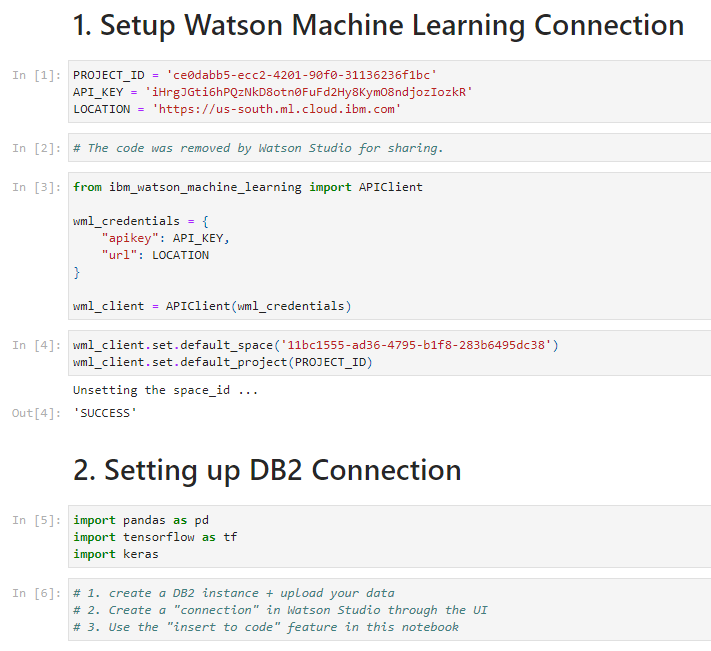 1. Setup Watson Machine Learning Connection
In [1]: PROJECT_ID = 'ce0dabb5-ecc2-4201-90f0-31136236f1bc'
API_KEY = 'iHrgJGti6hPQzNkD8otn0FuFd2Hy8KymO8ndjozIozkR'
LOCATION = 'https://us-south.ml.cloud.ibm.com'
In [2]: # The code was removed by Watson Studio for sharing.
In [3]: from ibm_watson_machine_learning import APIClient
wml_credentials = {
"apikey": API_KEY,
"url": LOCATION
}
wml_client = APIClient(wml_credentials)
In [4]: wml_client.set.default_space('11bc1555-ad36-4795-b1f8-283b6495dc38')
wml_client.set.default_project(PROJECT_ID)
Unsetting the space_id ...
Out[4]: 'SUCCESS'
2. Setting up DB2 Connection
In [5]: import pandas as pd
import tensorflow as tf
import keras
In [6]: # 1. create a DB2 instance + upload your data
# 2. Create a "connection" in Watson Studio through the UI
# 3. Use the "insert to code" feature in this notebook